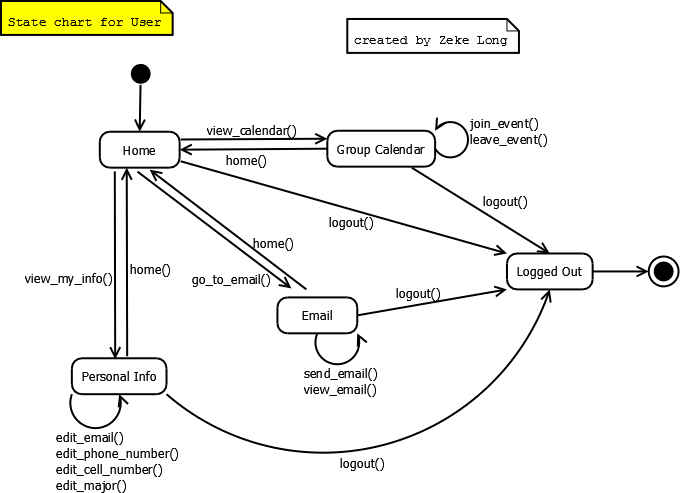 State chart for User
created by Zeke Long
view_calendar()
join_event()
leave_event()
Home
Group Calendar
home()
logout()
logout()
home()
home()
view_my_info()
go_to_email()
Logged Out
logout()
Email
Personal Info
send_email()
view_email()
edit_email()
edit_phone_number()
edit_cell_number()
edit_major()
logout()